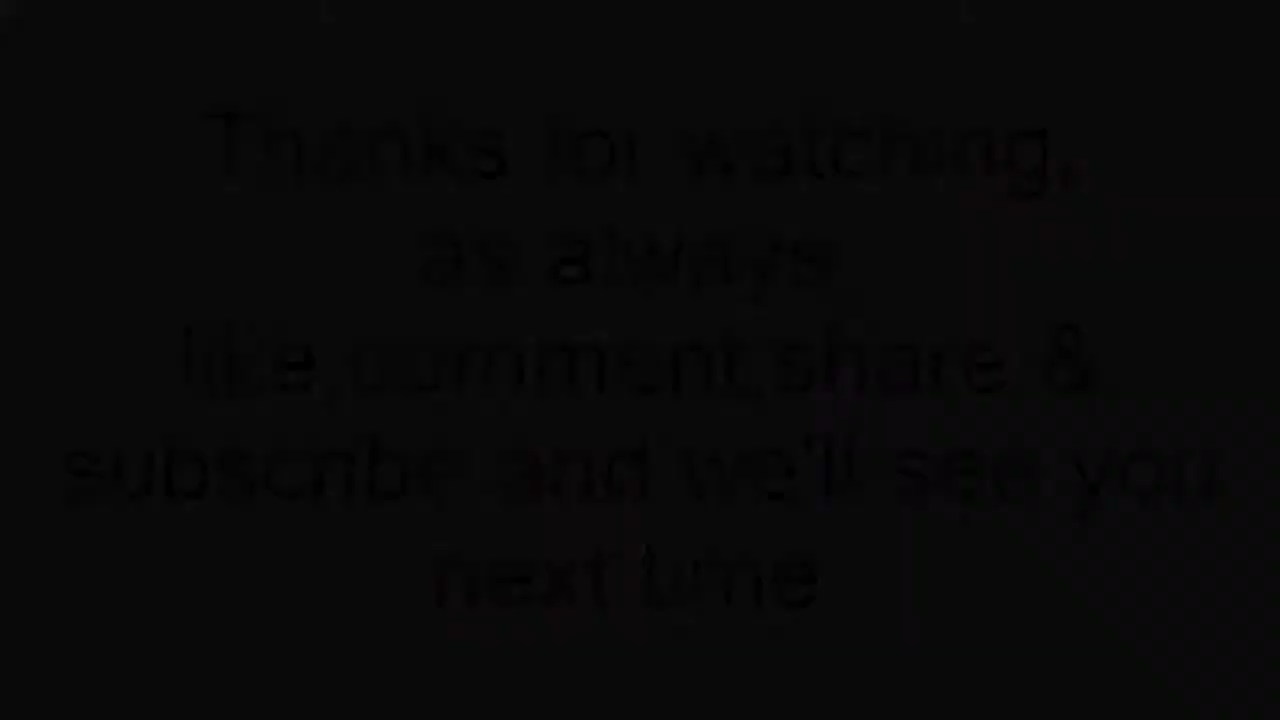 Thanks for watching,
as always
like comment share &
subscribe and we'll see you
next time